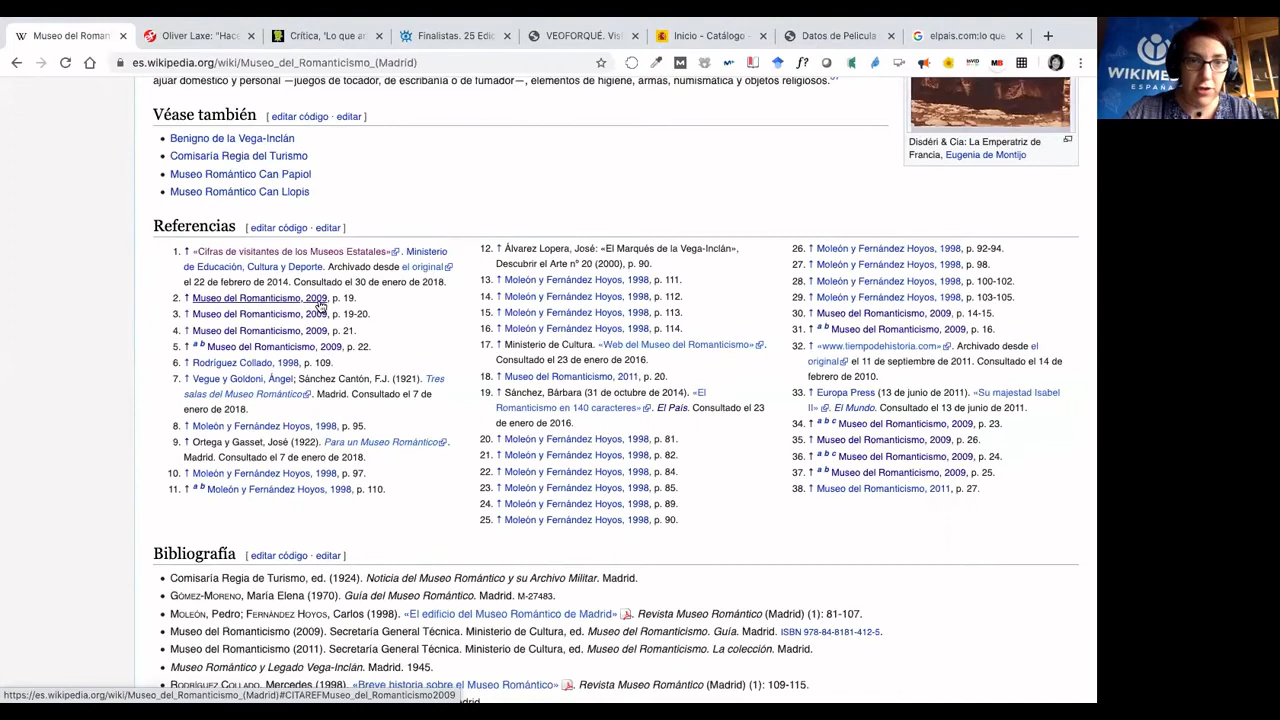 Museo del Roman
Oliver Laxe: "Hace
Crítica, 'Lo que ar
Finalistas. 25 Edic
VEOFORQUÉ. Visi
Inicio - Catálogo
Datos de Película
elpais.com:lo que
es.wikipedia.org/wiki/Museo_del_Romanticismo_(Madrid)
WIKIME
ESPAÑA
ajuar doméstico y personal —juegos de tocador, de escribanía o de fumador—, elementos de higiene, armas, numismática y objetos religiosos.
Véase también [ editar código · editar ]
• Benigno de la Vega-Inclán
• Comisaría Regia del Turismo
• Museo Romántico Can Papiol
• Museo Romántico Can Llopis
Disdéri & Cia: La Emperatriz de
Francia, Eugenia de Montijo
Referencias [ editar código · editar ]
1. ↑ «Cifras de visitantes de los Museos Estatales». Ministerio
de Educación, Cultura y Deporte. Archivado desde el original
el 22 de febrero de 2014. Consultado el 30 de enero de 2018.
2. ↑ Museo del Romanticismo, 2009, p. 19.
3. ↑ Museo del Romanticismo, 2009, p. 19-20.
4. ↑ Museo del Romanticismo, 2009, p. 21.
5. ↑ a b Museo del Romanticismo, 2009, p. 22.
6. ↑ Rodríguez Collado, 1998, p. 109.
7. ↑ Vegue y Goldoni, Ángel; Sánchez Cantón, F.J. (1921). Tres
salas del Museo Romántico. Madrid. Consultado el 7 de
enero de 2018.
8. ↑ Moleón y Fernández Hoyos, 1998, p. 95.
9. ↑ Ortega y Gasset, José (1922). Para un Museo Romántico.
Madrid. Consultado el 7 de enero de 2018.
10. ↑ Moleón y Fernández Hoyos, 1998, p. 97.
11. ↑ a b Moleón y Fernández Hoyos, 1998, p. 110.
12. ↑ Álvarez Lopera, José: «El Marqués de la Vega-Inclán»,
Descubrir el Arte nº 20 (2000), p. 90.
13. ↑ Moleón y Fernández Hoyos, 1998, p. 111.
14. ↑ Moleón y Fernández Hoyos, 1998, p. 112.
15. ↑ Moleón y Fernández Hoyos, 1998, p. 113.
16. ↑ Moleón y Fernández Hoyos, 1998, p. 114.
17. ↑ Ministerio de Cultura. «Web del Museo del Romanticismo».
Consultado el 23 de enero de 2016.
18. ↑ Museo del Romanticismo, 2011, p. 20.
19. ↑ Sánchez, Bárbara (31 de octubre de 2014). «El
Romanticismo en 140 caracteres». El País. Consultado el 23
de enero de 2016.
20. ↑ Moleón y Fernández Hoyos, 1998, p. 81.
21. ↑ Moleón y Fernández Hoyos, 1998, p. 82.
22. ↑ Moleón y Fernández Hoyos, 1998, p. 84.
23. ↑ Moleón y Fernández Hoyos, 1998, p. 85.
24. ↑ Moleón y Fernández Hoyos, 1998, p. 89.
25. ↑ Moleón y Fernández Hoyos, 1998, p. 90.
26. ↑ Moleón y Fernández Hoyos, 1998, p. 92-94.
27. ↑ Moleón y Fernández Hoyos, 1998, p. 98.
28. ↑ Moleón y Fernández Hoyos, 1998, p. 100-102.
29. ↑ Moleón y Fernández Hoyos, 1998, p. 103-105.
30. ↑ Museo del Romanticismo, 2009, p. 14-15.
31. ↑ a b Museo del Romanticismo, 2009, p. 16.
32. ↑ «www.tiempodehistoria.com». Archivado desde el
original el 11 de septiembre de 2011. Consultado el 14 de
febrero de 2010.
33. ↑ Europa Press (13 de junio de 2011). «Su majestad Isabel
II». El Mundo. Consultado el 13 de junio de 2011.
34. ↑ a b c Museo del Romanticismo, 2009, p. 23.
35. ↑ Museo del Romanticismo, 2009, p. 26.
36. ↑ a b c Museo del Romanticismo, 2009, p. 24.
37. ↑ a b Museo del Romanticismo, 2009, p. 25.
38. ↑ Museo del Romanticismo, 2011, p. 27.
Bibliografía [ editar código · editar ]
• Comisaría Regia de Turismo, ed. (1924). Noticia del Museo Romántico y su Archivo Militar. Madrid.
• GÓMEZ-MORENO, María Elena (1970). Guía del Museo Romántico. Madrid. M-27483.
• MOLEÓN, Pedro; FERNÁNDEZ HOYOS, Carlos (1998). «El edificio del Museo Romántico de Madrid». Revista Museo Romántico (Madrid) (1): 81-107.
• Museo del Romanticismo (2009). Secretaría General Técnica. Ministerio de Cultura, ed. Museo del Romanticismo. Guía. Madrid. ISBN 978-84-8181-412-5.
• Museo del Romanticismo (2011). Secretaría General Técnica. Ministerio de Cultura, ed. Museo del Romanticismo. La colección. Madrid.
• Museo Romántico y Legado Vega-Inclán. Madrid. 1945.
• RODRÍGUEZ COLLADO, Mercedes (1998). «Breve historia sobre el Museo Romántico». Revista Museo Romántico (Madrid) (1): 109-115.
https://es.wikipedia.org/wiki/Museo_del_Romanticismo_(Madrid)#CITAREFMuseo_del_Romanticismo2009